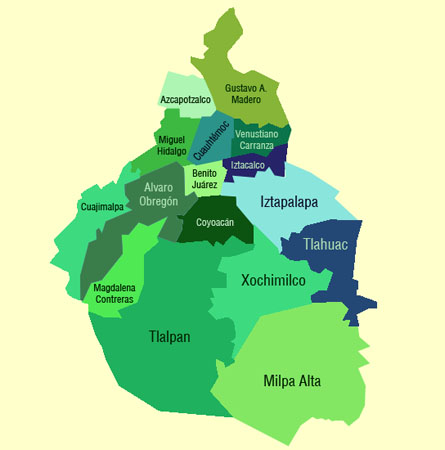 Gustavo A.
Madero
Azcapotzalco
Cuauhtémoc
Venustiano
Carranza
Miguel
Hidalgo
Iztacalco
Benito
Juárez
Alvaro
Obregón
Iztapalapa
Cuajimalpa
Coyoacán
Tlahuac
Magdalena
Contreras
Xochimilco
Tlalpan
Milpa Alta